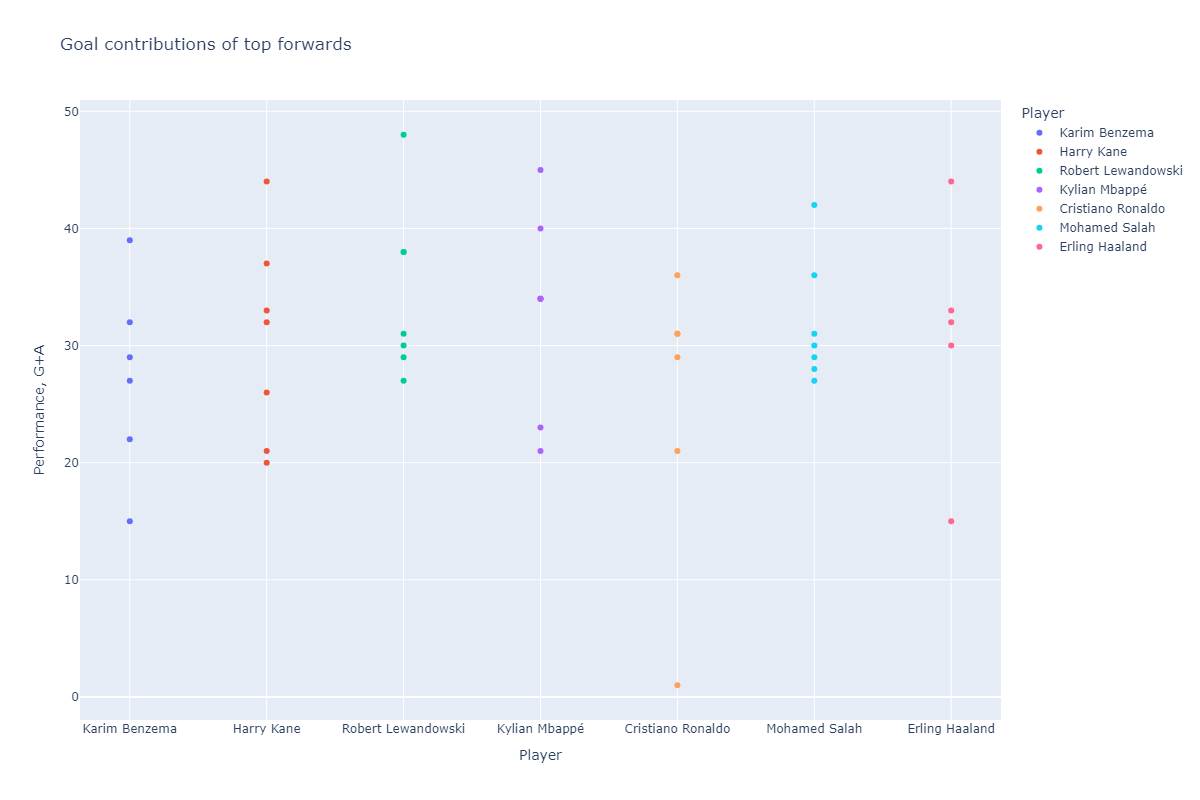 Goal contributions of top forwards
50
40
30
20
10
0
Performance, G+A
Karim Benzema
Harry Kane
Robert Lewandowski
Kylian Mbappé
Cristiano Ronaldo
Mohamed Salah
Erling Haaland
Player
Player
Karim Benzema
Harry Kane
Robert Lewandowski
Kylian Mbappé
Cristiano Ronaldo
Mohamed Salah
Erling Haaland